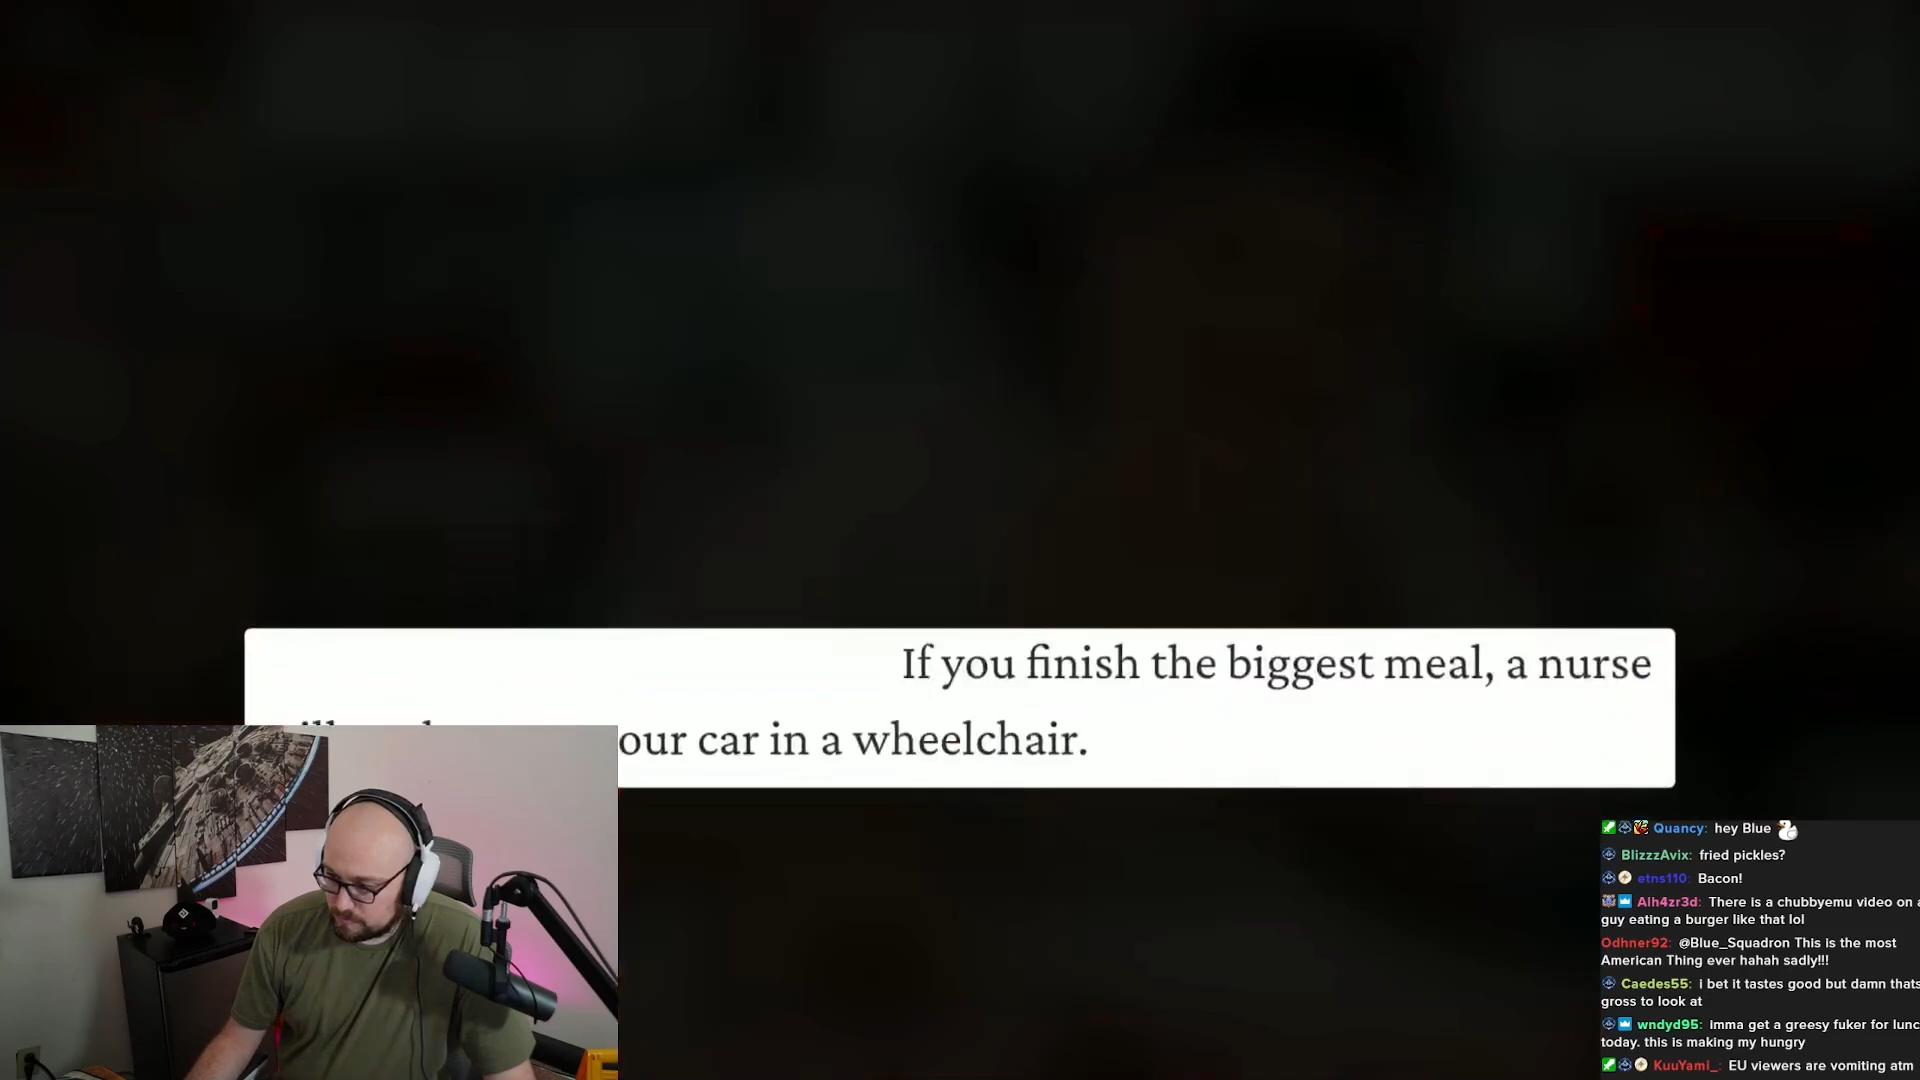 If you finish the biggest meal, a nurse
our car in a wheelchair.
Quancy: hey Blue
BlizzzAvix: fried pickles?
etns110: Bacon!
Alh4zr3d: There is a chubbyemu video on a
guy eating a burger like that lol
Odhner92: @Blue_Squadron This is the most
American Thing ever hahah sadly!!!
Caedes55: i bet it tastes good but damn thats
gross to look at
wndyd95: Imma get a greesy fuker for lunc
today. this is making my hungry
KuuYamI_: EU viewers are vomiting atm